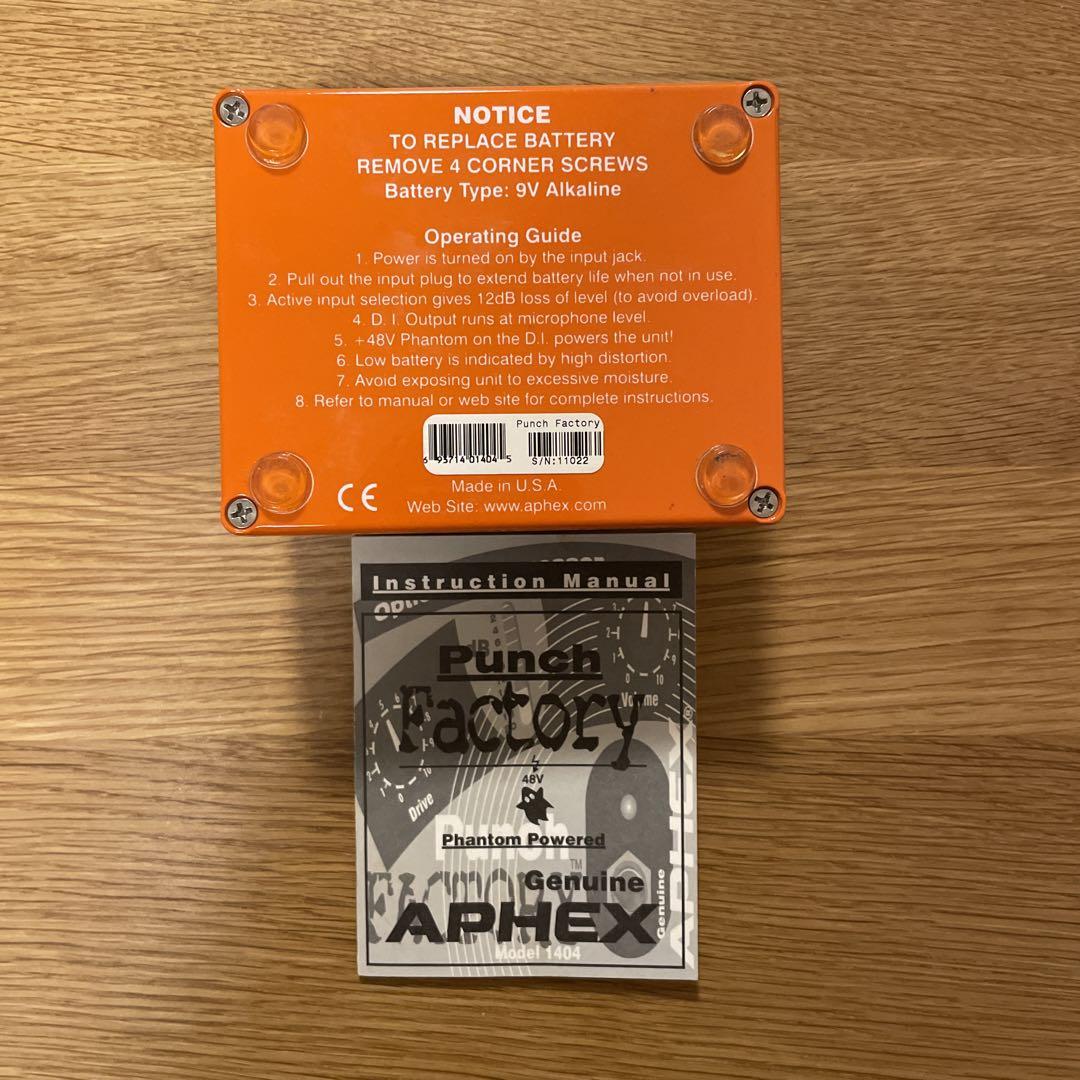 NOTICE
TO REPLACE BATTERY
REMOVE 4 CORNER SCREWS
Battery Type: 9V Alkaline
Operating Guide
1. Power is turned on by the input jack.
2. Pull out the input plug to extend battery life when not in use.
3. Active input selection gives 12dB loss of level (to avoid overload).
4. D. I. Output runs at microphone level.
5. +48V Phantom on the D.I. powers the unit!
6. Low battery is indicated by high distortion.
7. Avoid exposing unit to excessive moisture.
8. Refer to manual or web site for complete instructions.
Punch Factory
6 93714 01404 5
S/N:11022
CE
Made in U.S.A.
Web Site: www.aphex.com
Instruction Manual
dB
Punch
Factory
Volume
0 10
48V
Drive
Phantom Powered
Punch
FACTORY™
Genuine
APHEX
Model 1404
Genuine
APHEX®